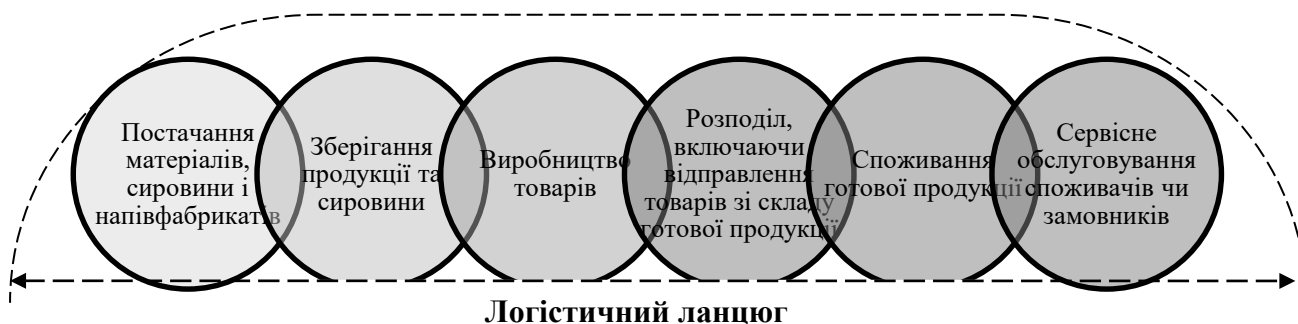 Постачання
матеріалів,
сировини і
напівфабрикатів
Зберігання
продукції та
сировини
Виробництво
товарів
Розподіл,
включаючи
відправлення
товарів зі складу
готової продукції
Споживання
готової продукції
Сервісне
обслуговування
споживачів чи
замовників
Логістичний ланцюг